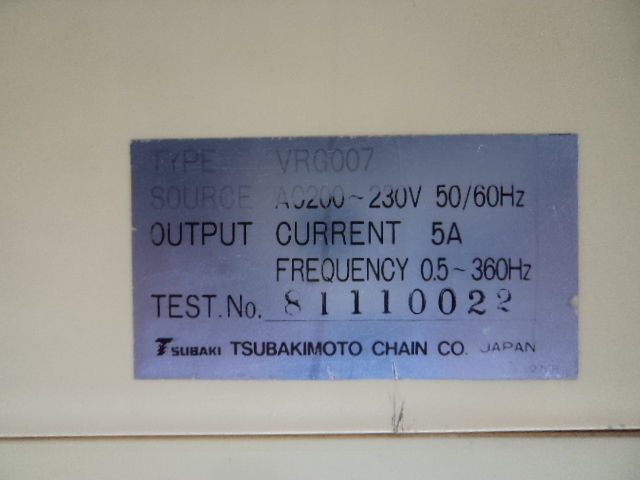 TYPE VRG007
SOURCE AC200~230V 50/60Hz
OUTPUT CURRENT 5A
FREQUENCY 0.5~360Hz
TEST.No. 81110022
TSUBAKI TSUBAKIMOTO CHAIN CO. JAPAN